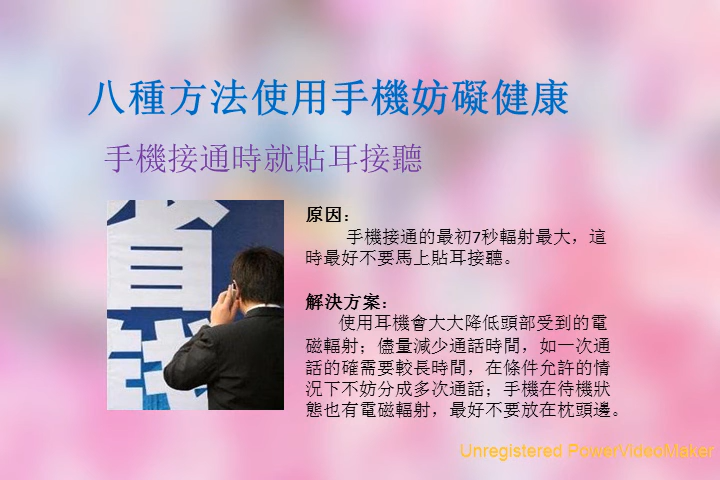 八種方法使用手機妨礙健康
手機接通時就貼耳接聽
原因：
手機接通的最初7秒輻射最大，這
時最好不要馬上貼耳接聽。
解決方案：
使用耳機會大大降低頭部受到的電
磁輻射；儘量減少通話時間，如一次通
話的確需要較長時間，在條件允許的情
況下不妨分成多次通話；手機在待機狀
態也有電磁輻射，最好不要放在枕頭邊。
Unregistered PowerVideoMaker